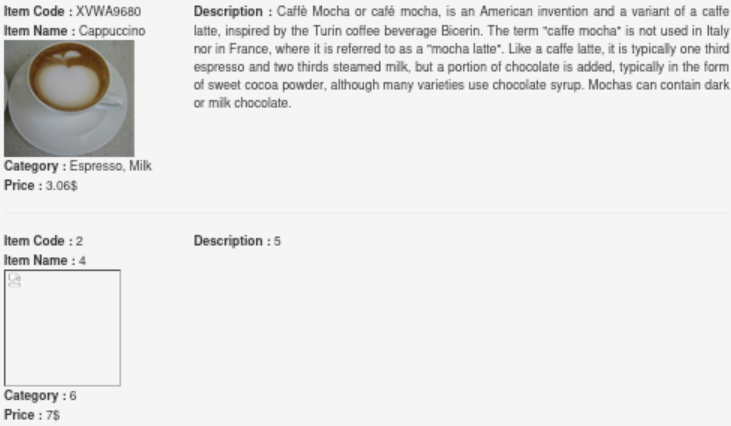 Item Code : XVWA9680
Item Name : Cappuccino
Category : Espresso, Milk
Price : 3.06$
Description : Caffè Mocha or café mocha, is an American invention and a variant of a caffe
latte, inspired by the Turin coffee beverage Bicerin. The term "caffe mocha" is not used in Italy
nor in France, where it is referred to as a "mocha latte". Like a caffe latte, it is typically one third
espresso and two thirds steamed milk, but a portion of chocolate is added, typically in the form
of sweet cocoa powder, although many varieties use chocolate syrup. Mochas can contain dark
or milk chocolate.
Item Code : 2
Item Name : 4
Category : 6
Price : 7$
Description : 5